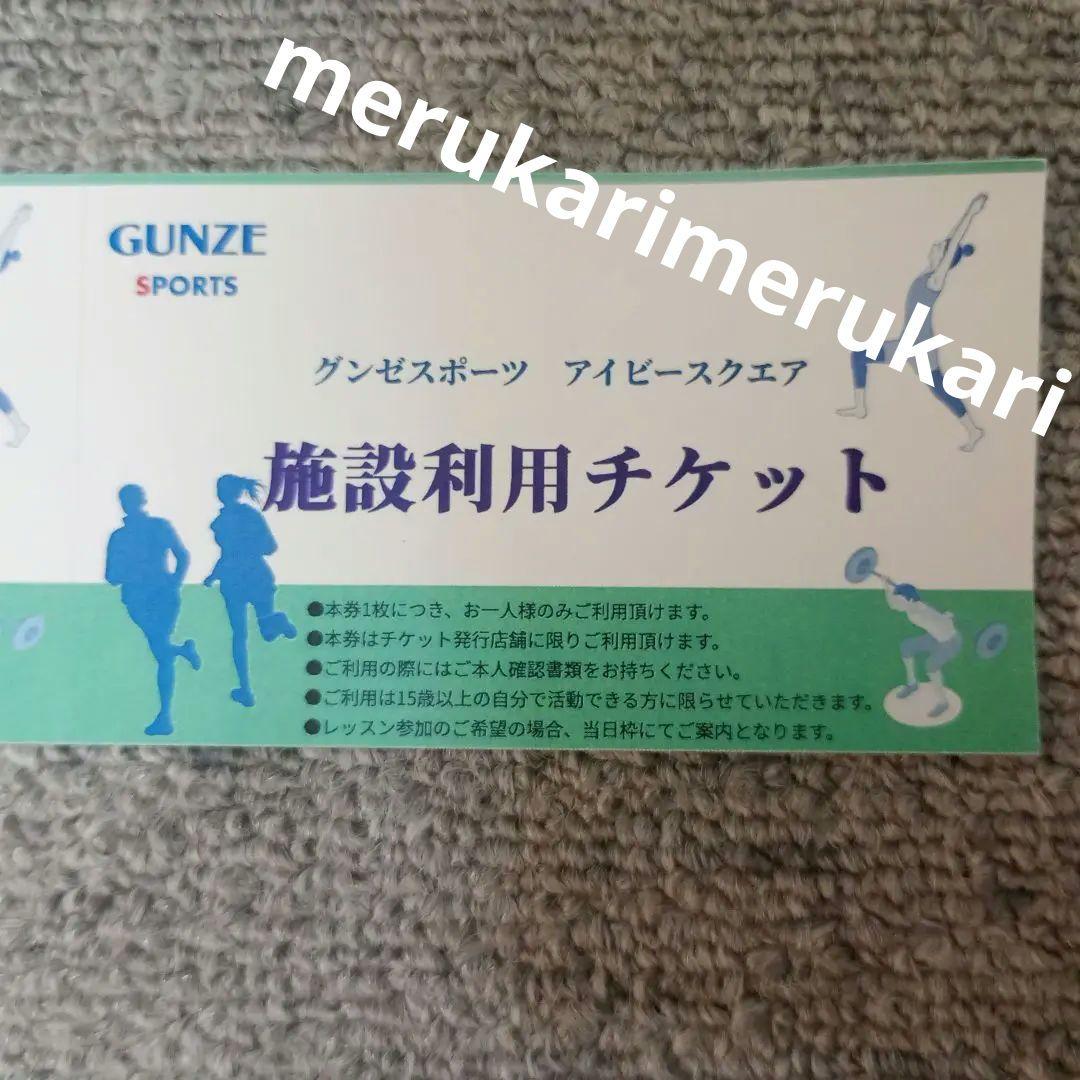 merukarimerukari
GUNZE
SPORTS
グンゼスポーツ　アイビースクエア
施設利用チケット
●本券1枚につき、お一人様のみご利用頂けます。
●本券はチケット発行店舗に限りご利用頂けます。
●ご利用の際にはご本人確認書類をお持ちください。
●ご利用は15歳以上の自分で活動できる方に限らせていただきます。
●レッスン参加のご希望の場合、当日枠にてご案内となります。